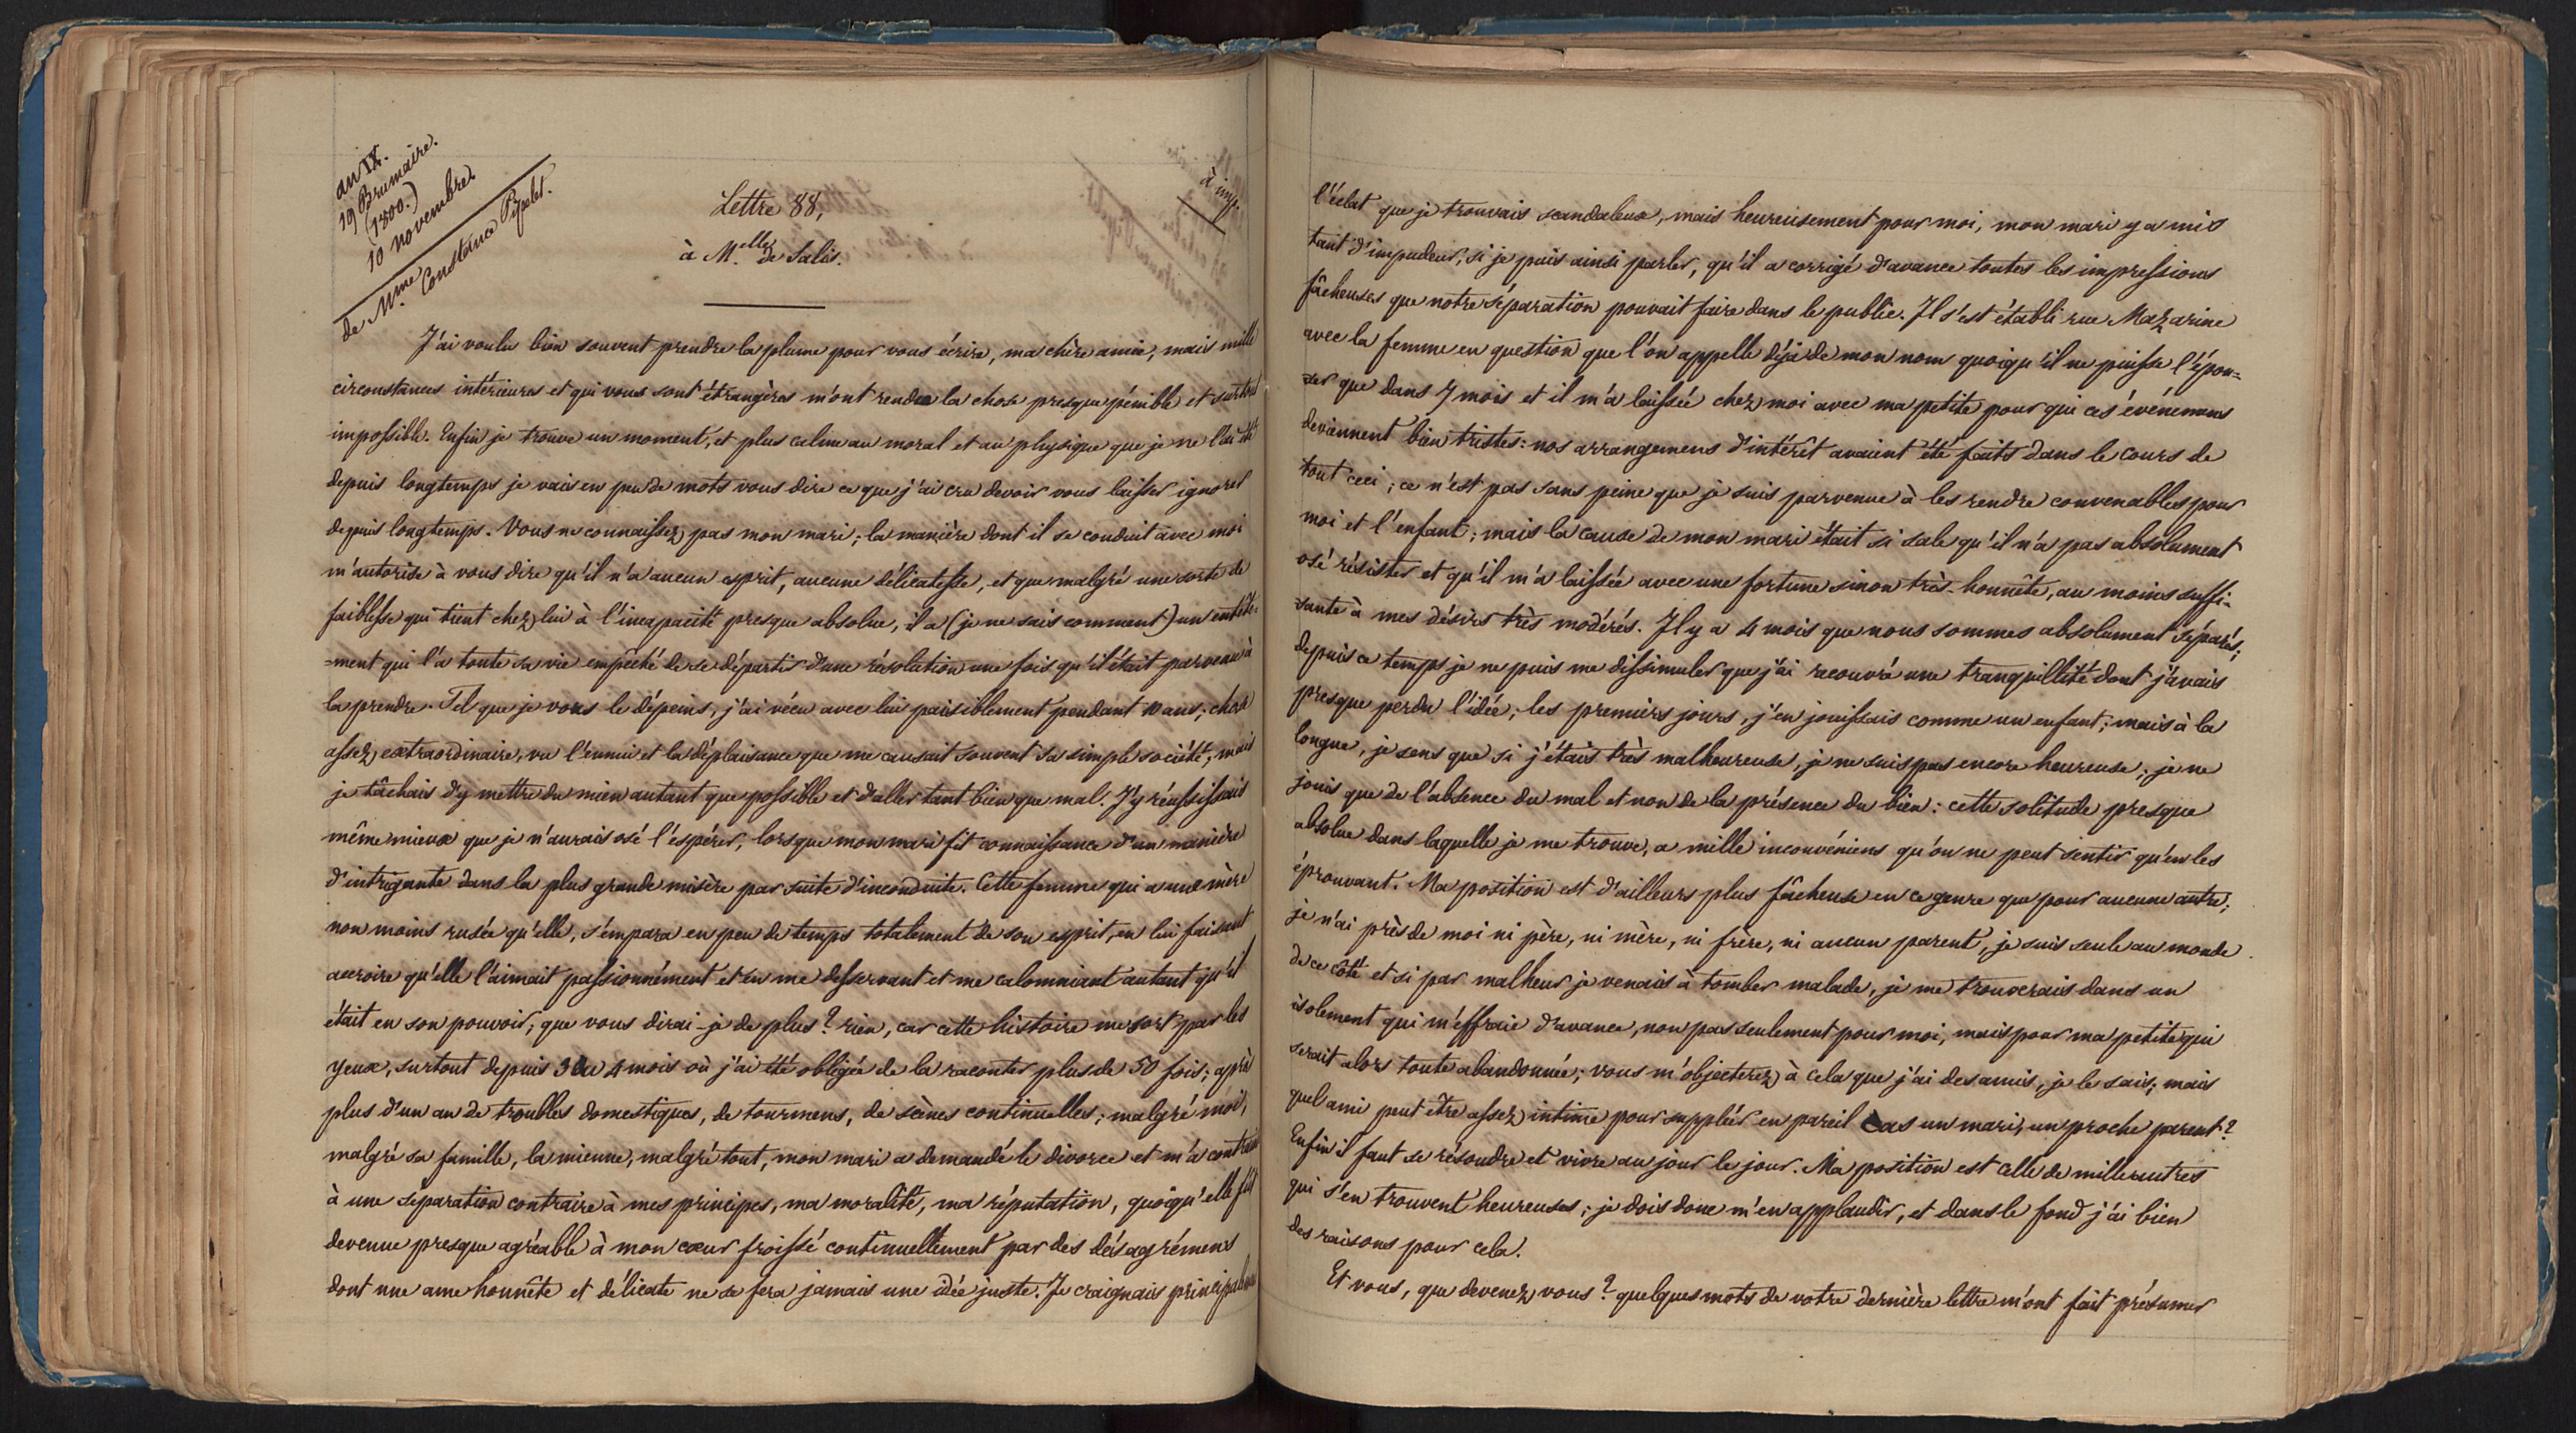 an IX.
19 Brumaire.
(1800.)
10 novembre.
de Mme. Constance Pipelet.
à imp.
Lettre 88,
à M.elle de Salis.
J'ai voulu bien souvent prendre la plume pour vous écrire, ma chère amie, mais mille
circonstances intérieures et qui vous sont étrangères m'ont rendu la chose presque pénible et surtout
impossible. Enfin je trouve un moment, et plus calme au moral et au physique que je ne l'ai été
depuis longtemps je vais en peu de mots vous dire ce que j'ai cru devoir vous laisser ignorer
depuis longtemps. Vous ne connaissez pas mon mari; la manière dont il se conduit avec moi
m'autorise à vous dire qu'il n'a aucun esprit, aucune délicatesse, et que malgré une sorte de
faiblesse qui tient chez lui à l'incapacité presque absolue, il a (je ne sais comment) un entête=
=ment qui l'a toute sa vie empêché de se départir d'une résolution une fois qu'il était parvenu à
la prendre. Tel que je vous le dépeins, j'ai vécu avec lui paisiblement pendant 10 ans; chose
assez extraordinaire, vu l'ennui et la déplaisance que me causait souvent sa simple société, mais
je tâchais d'y mettre du mien autant que possible et d'aller tant bien que mal. J'y réussissais
même mieux que je n'aurais osé l'espérer, lorsque mon mari fit connaissance d'un manière
d'intrigante dans la plus grande misère par suite d'inconduite. Cette femme qui a une mère
non moins rusée qu'elle, s'empara en peu de temps totalement de son esprit, en lui faisant
accroire qu'elle l'aimait passionnément et en me desservant et me calomniant autant qu'il
était en son pouvoir; que vous dirai-je de plus? rien, car cette histoire me sort par les
yeux, surtout depuis 3 ou 4 mois où j'ai été obligée de la raconter plus de 50 fois; après
plus d'un an de troubles domestiques, de tourmens, de scènes continuelles; malgré moi,
malgré sa famille, la mienne, malgré tout, mon mari a demandé le divorce et m'a contrainte
à une séparation contraire à mes principes, ma moralité, ma réputation, quoiqu'elle fût
devenue presque agréable à mon cœur froissé continuellement par des désagrémens
dont une ame honnête et délicate ne se fera jamais une idée juste. Je craignais principalement
l'éclat que je trouvais scandaleux, mais heureusement pour moi, mon mari y a mis
tant d'impudeur, si je puis ainsi parler, qu'il a corrigé d'avance toutes les impressions
fâcheuses que notre séparation pouvait faire dans le public. Il s'est établi rue Mazarine
avec la femme en question que l'on appelle déjà de mon nom quoiqu'il ne puisse l'épou=
=ser que dans 7 mois et il m'a laissée chez moi avec ma petite pour qui ces événemens
deviennent bien tristes: nos arrangemens d'intérêt avaient été faits dans le cours de
tout ceci; ce n'est pas sans peine que je suis parvenue à les rendre convenables pour
moi et l'enfant; mais la cause de mon mari était si sale qu'il n'a pas absolument
osé résister et qu'il m'a laissée avec une fortune sinon très-honnête, au moins suffi-
sante à mes désirs très modérés. Il y a 4 mois que nous sommes absolument séparés;
depuis ce temps je ne puis me dissimuler que j'ai recouvré une tranquillité dont j'avais
presque perdu l'idée; les premiers jours, j'en jouissais comme un enfant; mais à la
longue, je sens que si j'étais très malheureuse, je ne suis pas encore heureuse; je ne
jouis que de l'absence du mal et non de la présence du bien: cette solitude presque
absolue dans laquelle je me trouve, a mille inconvéniens qu'on ne peut sentir qu'en les
éprouvant. Ma position est d'ailleurs plus fâcheuse en ce genre que pour aucune autre;
je n'ai près de moi ni père, ni mère, ni frère, ni aucun parent, je suis seule au monde
de ce côté et si par malheur je venais à tomber malade, je me trouverais dans un
isolement qui m'effraie d'avance, non pas seulement pour moi, mais pour ma petite qui
serait alors toute abandonnée; vous m'objecterez à cela que j'ai des amis, je le sais; mais
quel ami peut être assez intime pour suppléer en pareil cas un mari, un proche parent?
Enfin il faut se résoudre et vivre au jour le jour. Ma position est celle de mille autres
qui s'en trouvent heureuses; je dois donc m'en applaudir, et dans le fond j'ai bien
des raisons pour cela.
Et vous, que devenez vous? quelques mots de votre dernière lettre m'ont fait présumer